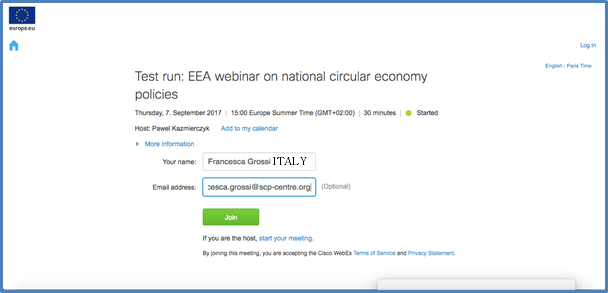 europa.eu
Log In
English : Paris Time
Test run: EEA webinar on national circular economy
policies
Thursday, 7. September 2017 | 15:00 Europe Summer Time (GMT+02:00) | 30 minutes | Started
Host: Pawel Kazmierczyk Add to my calendar
More information
Your name: Francesca Grossi ITALY
Email address: cesca.grossi@scp-centre.org (Optional)
Join
If you are the host, start your meeting.
By joining this meeting, you are accepting the Cisco WebEx Terms of Service and Privacy Statement.